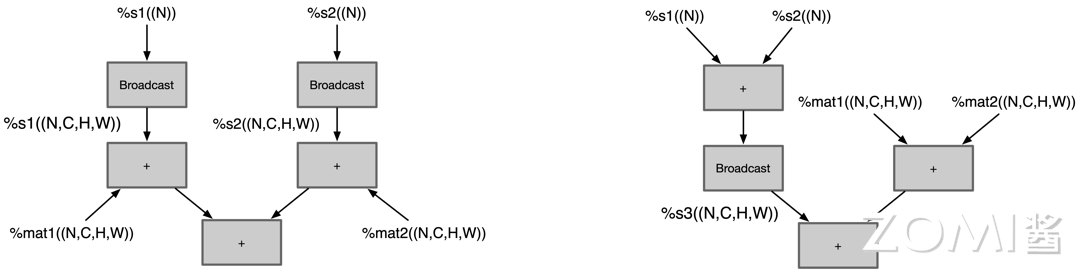 %s1((N))
%s2((N))
Broadcast
Broadcast
%s1((N,C,H,W))
%s2((N,C,H,W))
+
+
%mat1((N,C,H,W))
+
%mat2((N,C,H,W))
%s1((N))
%s2((N))
+
%mat1((N,C,H,W))
%mat2((N,C,H,W))
Broadcast
+
%s3((N,C,H,W))
+
ZOMI酱